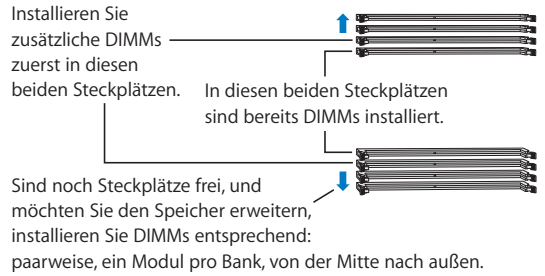 Installieren Sie
zusätzliche DIMMs
zuerst in diesen
beiden Steckplätzen.
In diesen beiden Steckplätzen
sind bereits DIMMs installiert.
Sind noch Steckplätze frei, und
möchten Sie den Speicher erweitern,
installieren Sie DIMMs entsprechend:
paarweise, ein Modul pro Bank, von der Mitte nach außen.